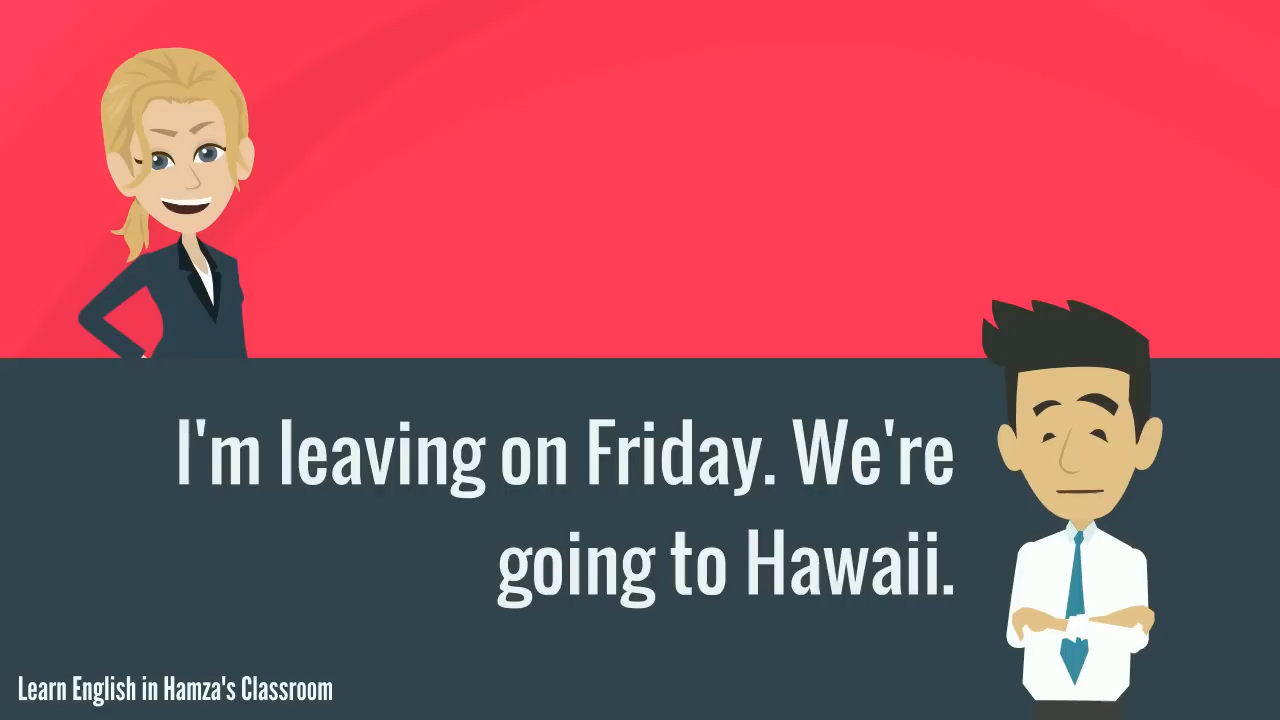 I'm leaving on Friday. We're
going to Hawaii.
Learn English in Hamza's Classroom